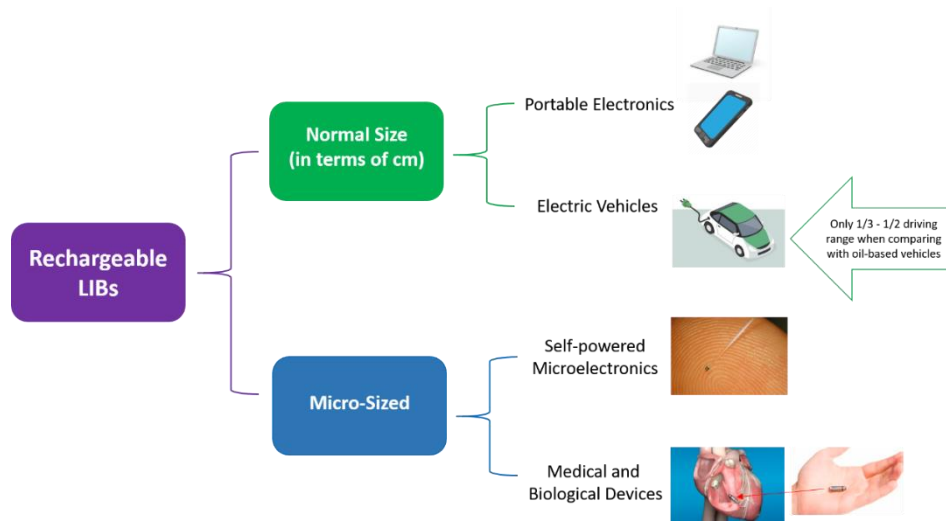 Rechargeable
LIBs
Normal Size
(in terms of cm)
Portable Electronics
Electric Vehicles
Only 1/3 - 1/2 driving
range when comparing
with oil-based vehicles
Micro-Sized
Self-powered
Microelectronics
Medical and
Biological Devices